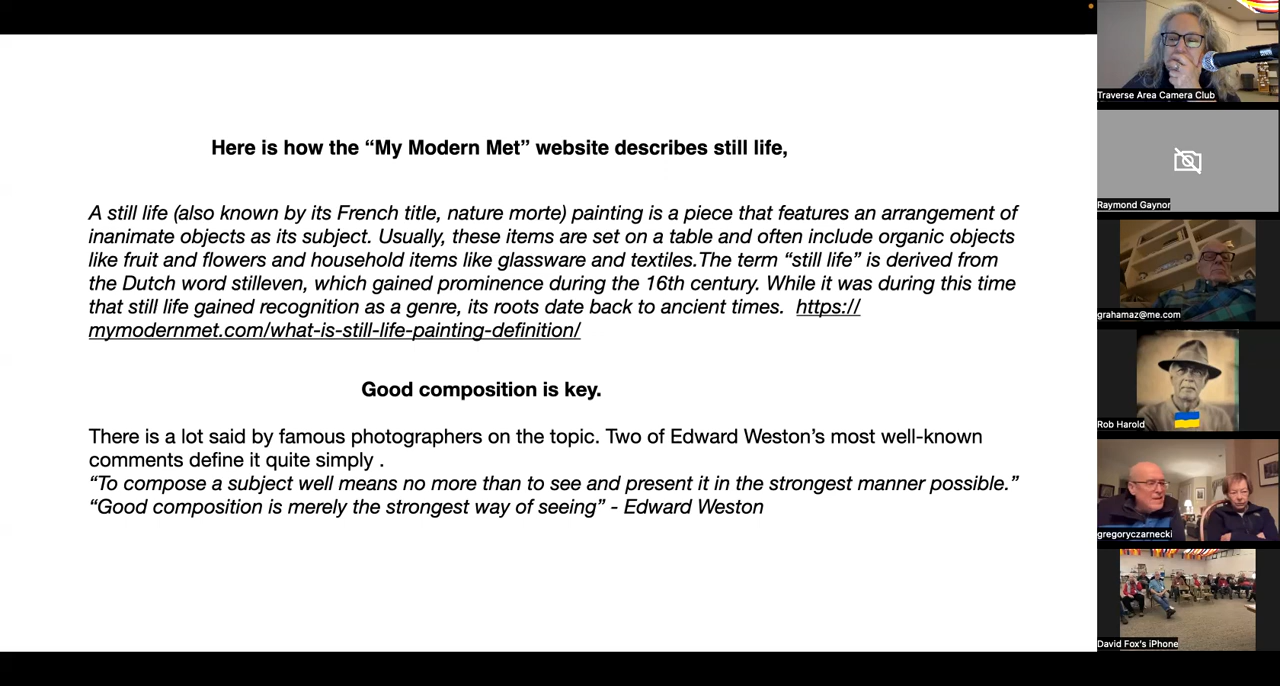 Here is how the “My Modern Met” website describes still life,
A still life (also known by its French title, nature morte) painting is a piece that features an arrangement of
inanimate objects as its subject. Usually, these items are set on a table and often include organic objects
like fruit and flowers and household items like glassware and textiles.The term “still life” is derived from
the Dutch word stilleven, which gained prominence during the 16th century. While it was during this time
that still life gained recognition as a genre, its roots date back to ancient times.  https://
mymodernmet.com/what-is-still-life-painting-definition/
Good composition is key.
There is a lot said by famous photographers on the topic. Two of Edward Weston’s most well-known
comments define it quite simply .
“To compose a subject well means no more than to see and present it in the strongest manner possible.”
“Good composition is merely the strongest way of seeing” - Edward Weston
Traverse Area Camera Club
Raymond Gaynor
grahamaz@me.com
Rob Harold
gregoryczarnecki
David Fox's iPhone